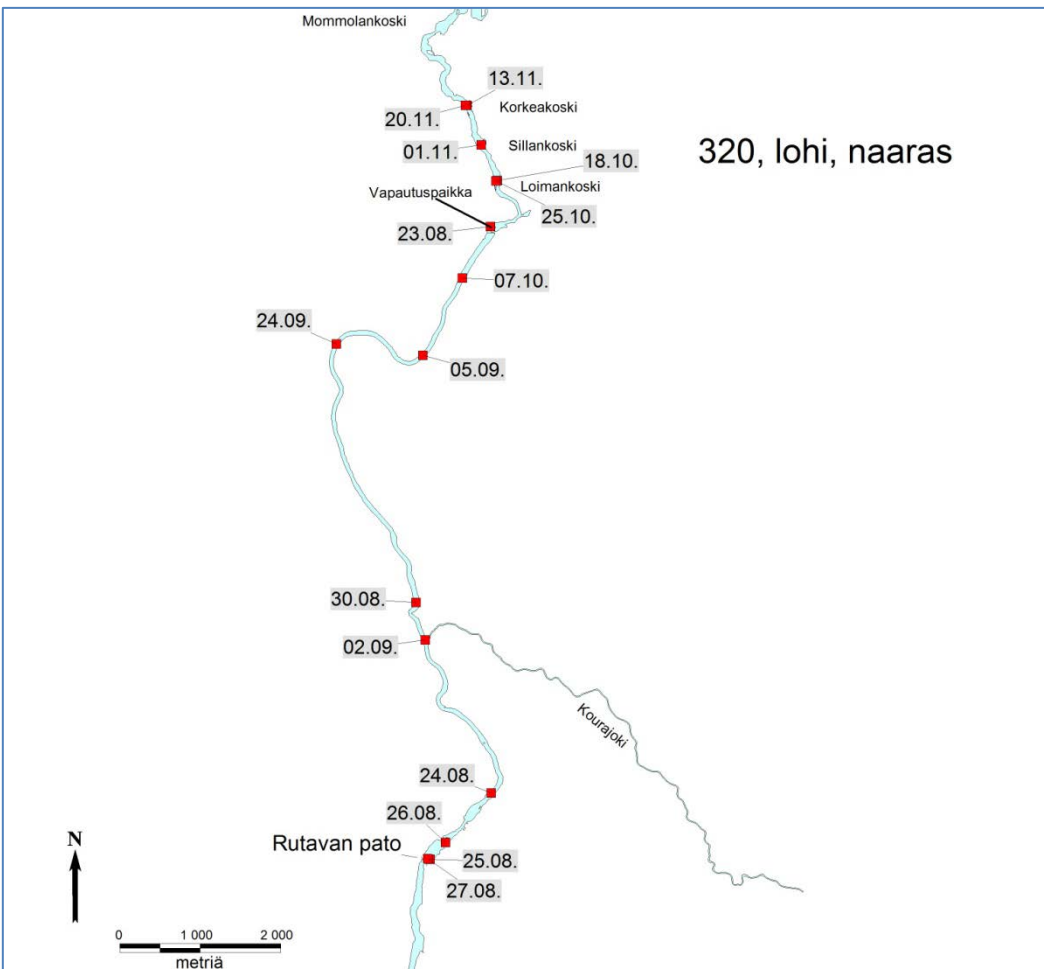 Mommolankoski
13.11.
20.11.
Korkeakoski
01.11.
Sillankoski
320, lohi, naaras
18.10.
Vapautuspaikka
Loimankoski
25.10.
23.08.
07.10.
24.09.
05.09.
30.08.
02.09.
Kourajoki
24.08.
26.08.
Rutavan pato
25.08.
27.08.
N
0 1 000 2 000
metriä